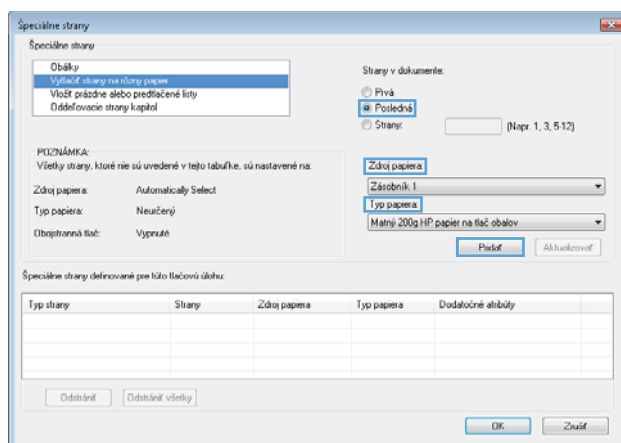 Špeciálne strany
Špeciálne strany
Obálky
Vytlačiť strany na rôzny papier
Vložiť prázdne alebo predtlačené listy
Oddeľovacie strany kapitol
Strany v dokumente:
Prvá
Posledná
Strany:
(Napr. 1, 3, 5-12)
POZNÁMKA:
Všetky strany, ktoré nie sú uvedené v tejto tabuľke, sú nastavené na:
Zdroj papiera: Automatically Select
Typ papiera: Neurčený
Obojstranná tlač: Vypnuté
Zdroj papiera:
Zásobník 1
Typ papiera:
Matný 200g HP papier na tlač obalov
Pridať Aktualizovať
Špeciálne strany definované pre túto tlačovú úlohu:
Typ strany Strany Zdroj papiera Typ papiera Dodatočné atribúty
Odstrániť Odstrániť všetky
OK Zrušiť